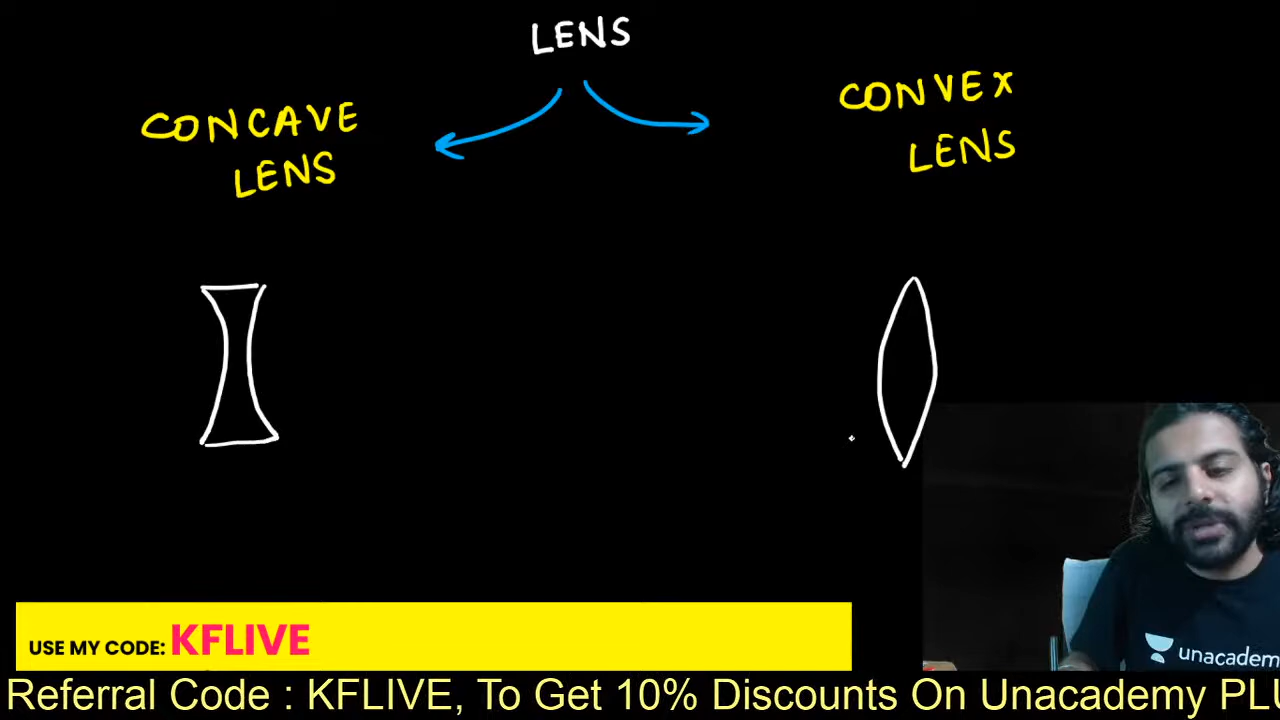 LENS
CONCAVE
LENS
CONVEX
LENS
unacadem
USE MY CODE: KFLIVE
Referral Code : KFLIVE, To Get 10% Discounts On Unacademy PLU